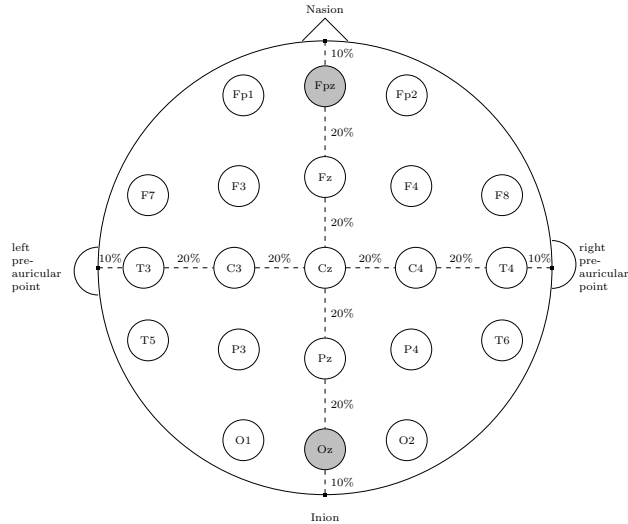 Nasion
10%
Fp1 Fpz Fp2
20%
F7 F3 Fz F4 F8
20%
left
pre-
auricular
point
right
pre-
auricular
point
10% 20% 20% 20% 20% 10%
T3 C3 Cz C4 T4
20%
T5 P3 Pz P4 T6
20%
O1 Oz O2
10%
Inion